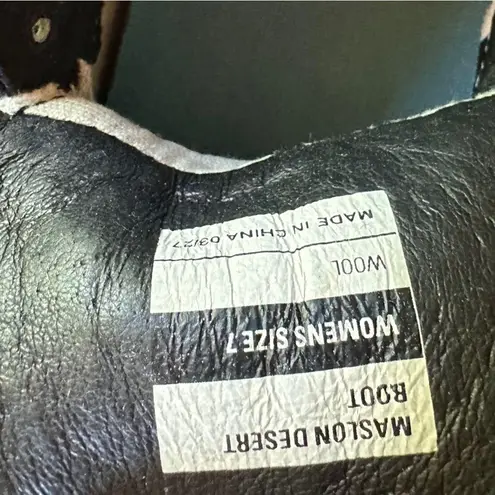 MASLON DESERT
BOOT
WOMENS SIZE 7
WOOL
MADE IN CHINA 03/27